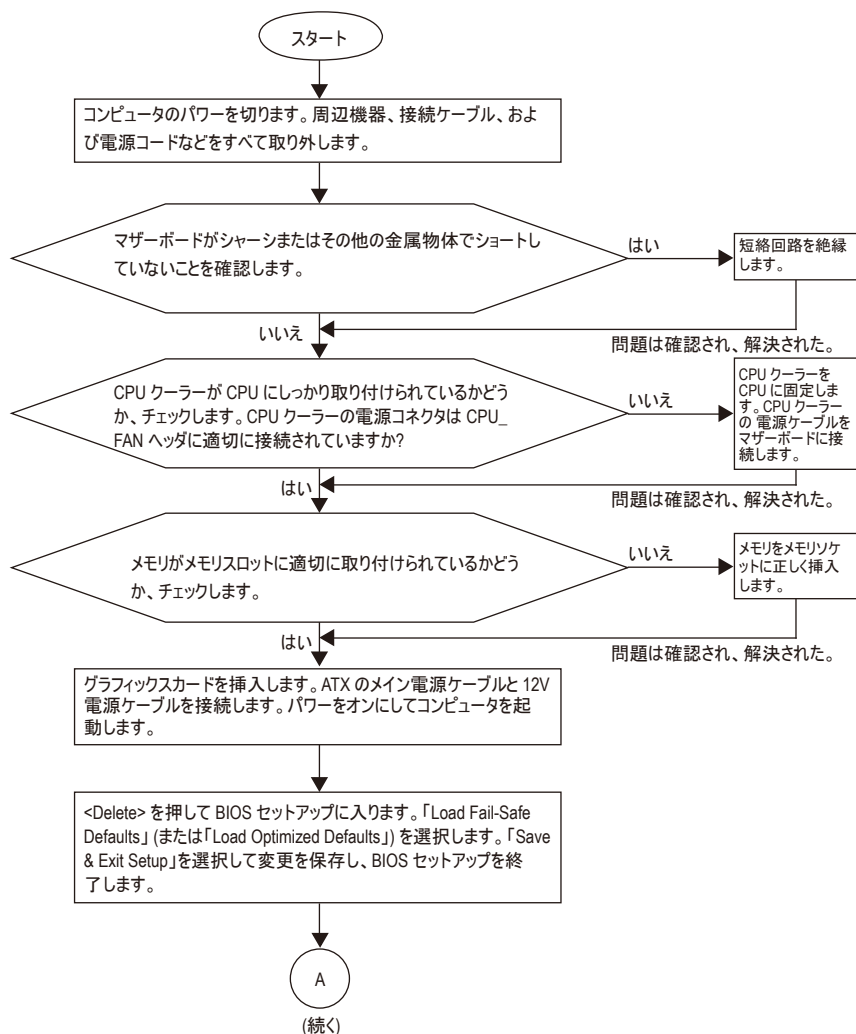 スタート
コンピュータのパワーを切ります。周辺機器、接続ケーブル、およ
び電源コードなどをすべて取り外します。
マザーボードがシャーシまたはその他の金属物体でショートし
ていないことを確認します。
はい
短絡回路を絶縁
します。
いいえ
問題は確認され、解決された。
CPU クーラーが CPU にしっかり取り付けられているかどう
か、チェックします。CPU クーラーの電源コネクタは CPU_
FAN ヘッダに適切に接続されていますか?
いいえ
CPU クーラーを
CPU に固定しま
す。CPU クーラー
の 電源ケーブルを
マザーボードに接
続します。
はい
問題は確認され、解決された。
メモリがメモリスロットに適切に取り付けられているかどう
か、チェックします。
いいえ
メモリをメモリソケ
ットに正しく挿入
します。
はい
問題は確認され、解決された。
グラフィックスカードを挿入します。ATX のメイン電源ケーブルと 12V
電源ケーブルを接続します。パワーをオンにしてコンピュータを起
動します。
<Delete> を押して BIOS セットアップに入ります。「Load Fail-Safe
Defaults」 (または「Load Optimized Defaults」) を選択します。「Save
& Exit Setup」を選択して変更を保存し、BIOS セットアップを終
了します。
A
(続く)